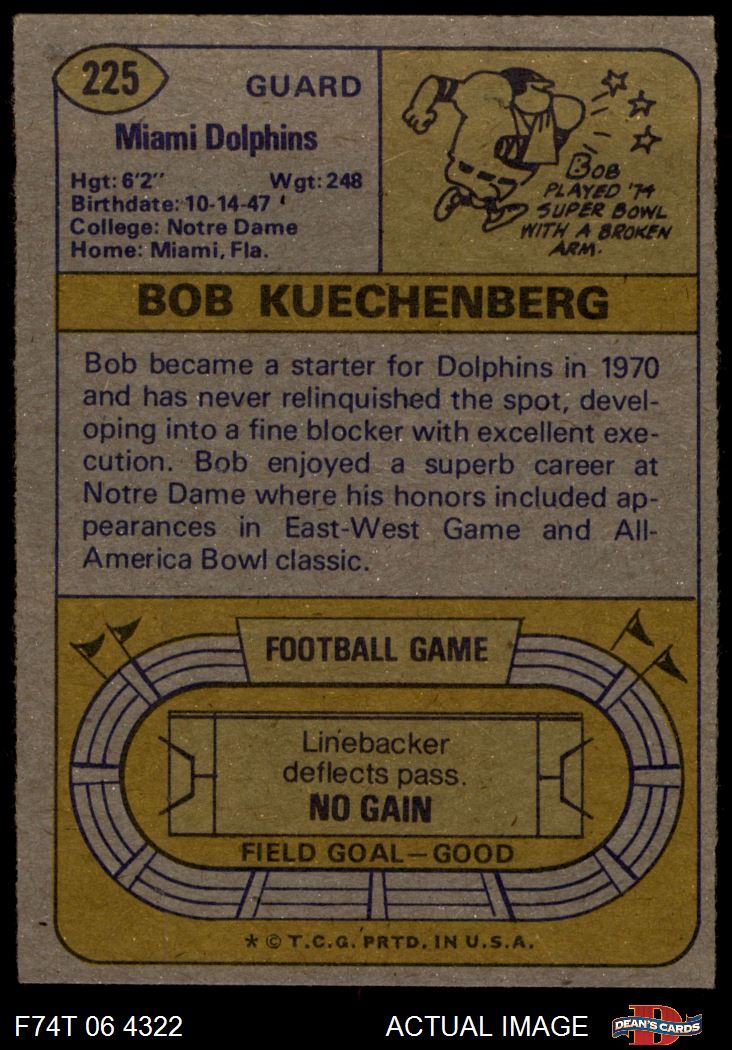 225
GUARD
Miami Dolphins
Hgt: 6'2" Wgt: 248
Birthdate: 10-14-47
College: Notre Dame
Home: Miami, Fla.
BOB
PLAYED '74
SUPER BOWL
WITH A BROKEN
ARM.
BOB KUECHENBERG
Bob became a starter for Dolphins in 1970
and has never relinquished the spot, devel-
oping into a fine blocker with excellent exe-
cution. Bob enjoyed a superb career at
Notre Dame where his honors included ap-
pearances in East-West Game and All-
America Bowl classic.
FOOTBALL GAME
Linebacker
deflects pass.
NO GAIN
FIELD GOAL—GOOD
* © T.C.G. PRTD. IN U.S.A.
F74T 06 4322 ACTUAL IMAGE
D
DEAN'S CARDS